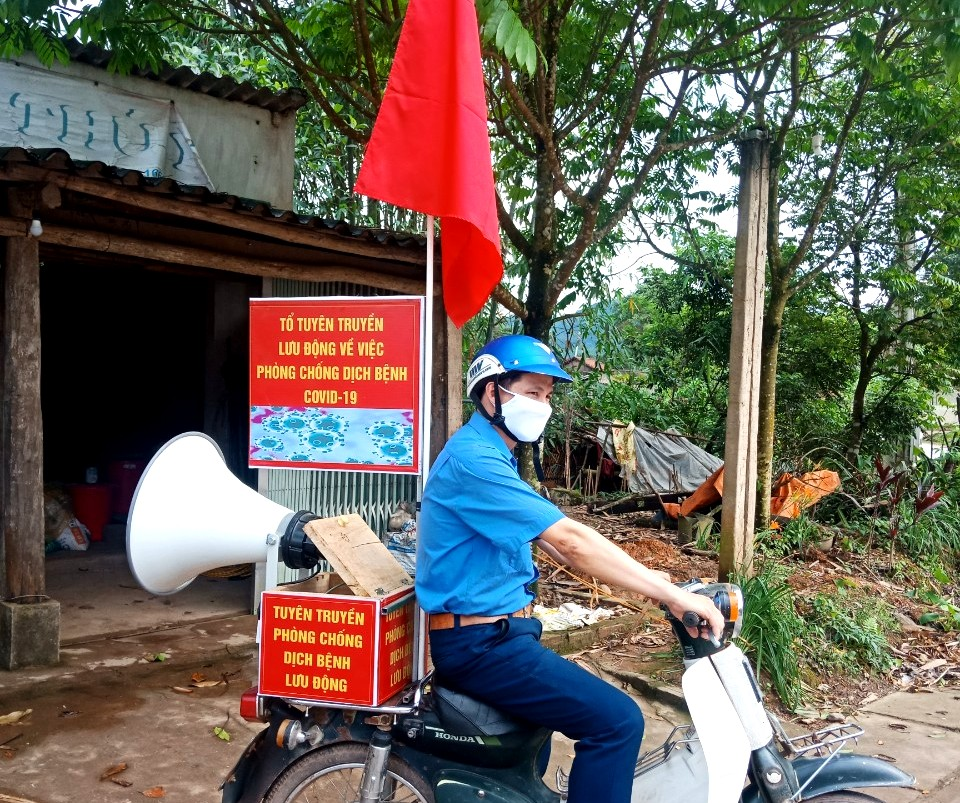 TỔ TUYÊN TRUYỀN
LƯU ĐỘNG VỀ VIỆC
PHÒNG CHỐNG DỊCH BỆNH
COVID-19
TUYÊN TRUYỀN
PHÒNG CHỐNG
DỊCH BỆNH
LƯU ĐỘNG
HONDA